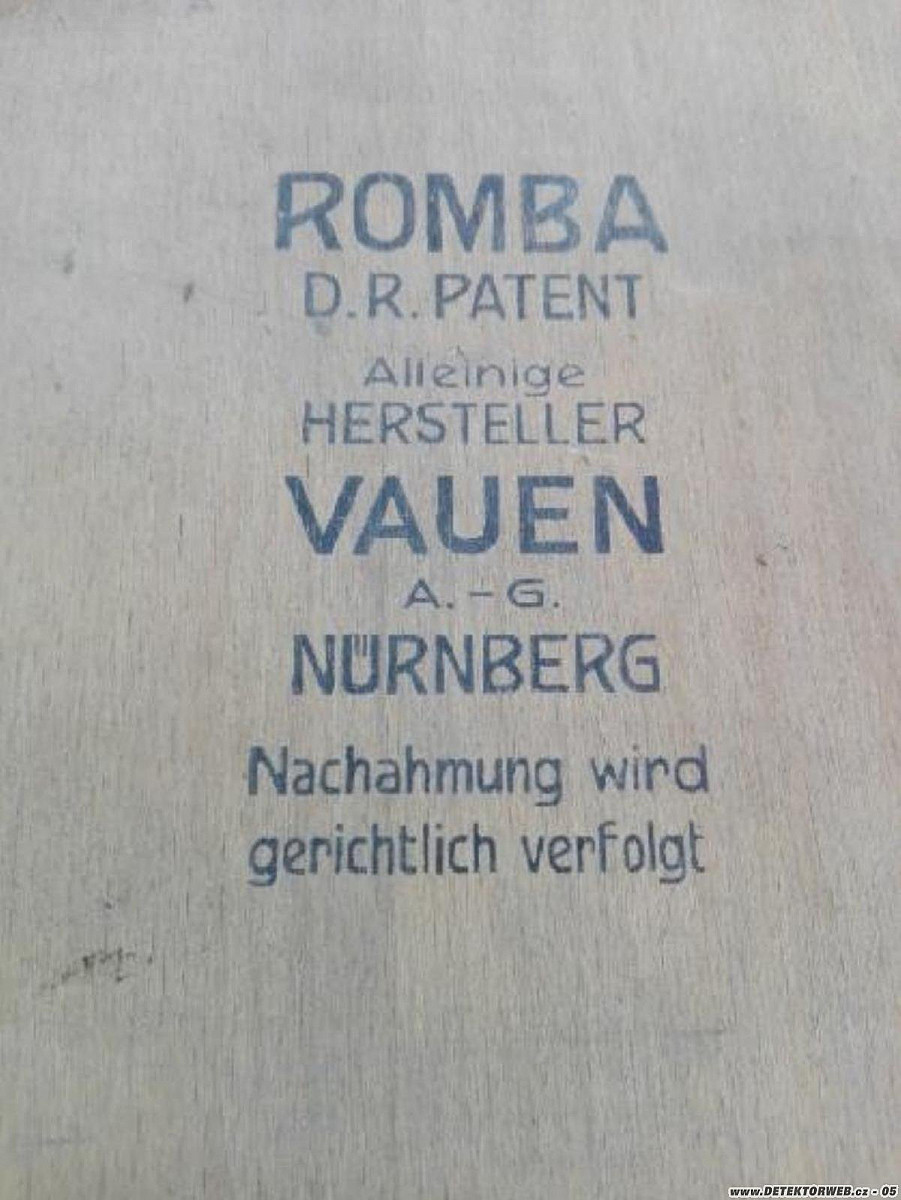 ROMBA
D.R. PATENT
Alleinige
HERSTELLER
VAUEN
A.-G.
NÜRNBERG
Nachahmung wird
gerichtlich verfolgt
www.DETEKTORWEB.cz - 05